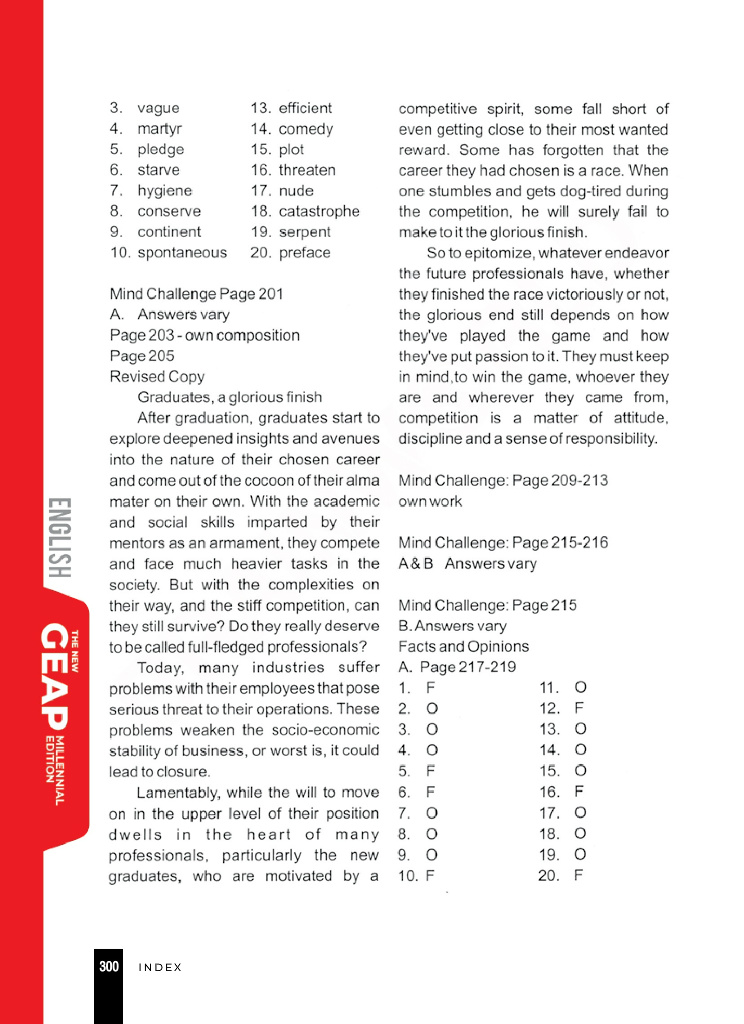 3. vague 13. efficient
4. martyr 14. comedy
5. pledge 15. plot
6. starve 16. threaten
7. hygiene 17. nude
8. conserve 18. catastrophe
9. continent 19. serpent
10. spontaneous 20. preface
Mind Challenge Page 201
A. Answers vary
Page 203 - own composition
Page 205
Revised Copy
Graduates, a glorious finish
After graduation, graduates start to
explore deepened insights and avenues
into the nature of their chosen career
and come out of the cocoon of their alma
mater on their own. With the academic
and social skills imparted by their
mentors as an armament, they compete
and face much heavier tasks in the
society. But with the complexities on
their way, and the stiff competition, can
they still survive? Do they really deserve
to be called full-fledged professionals?
Today, many industries suffer
problems with their employees that pose
serious threat to their operations. These
problems weaken the socio-economic
stability of business, or worst is, it could
lead to closure.
Lamentably, while the will to move
on in the upper level of their position
dwells in the heart of many
professionals, particularly the new
graduates, who are motivated by a
competitive spirit, some fall short of
even getting close to their most wanted
reward. Some has forgotten that the
career they had chosen is a race. When
one stumbles and gets dog-tired during
the competition, he will surely fail to
make to it the glorious finish.
So to epitomize, whatever endeavor
the future professionals have, whether
they finished the race victoriously or not,
the glorious end still depends on how
they've played the game and how
they've put passion to it. They must keep
in mind,to win the game, whoever they
are and wherever they came from,
competition is a matter of attitude,
discipline and a sense of responsibility.
Mind Challenge: Page 209-213
own work
Mind Challenge: Page 215-216
A & B Answers vary
Mind Challenge: Page 215
B. Answers vary
Facts and Opinions
A. Page 217-219
1. F 11. O
2. O 12. F
3. O 13. O
4. O 14. O
5. F 15. O
6. F 16. F
7. O 17. O
8. O 18. O
9. O 19. O
10. F 20. F
ENGLISH
THE NEW
GEAP
MILLENNIAL
EDITION
300 INDEX